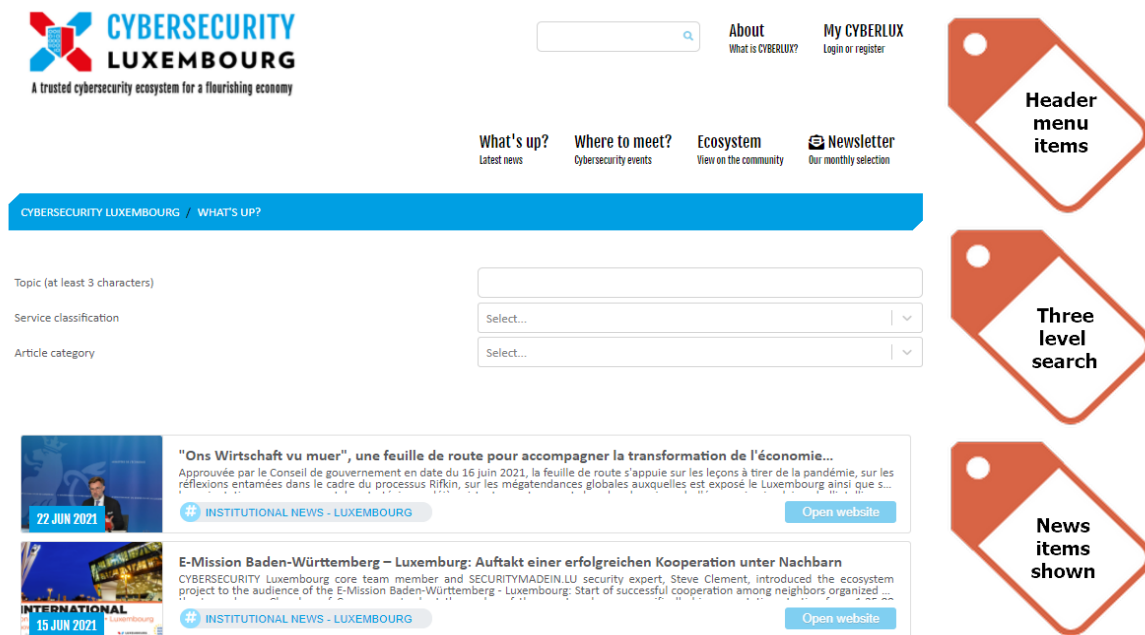 CYBERSECURITY
LUXEMBOURG
A trusted cybersecurity ecosystem for a flourishing economy
About
What is CYBERLUX?
My CYBERLUX
Login or register
What's up?
Latest news
Where to meet?
Cybersecurity events
Ecosystem
View on the community
Newsletter
Our monthly selection
CYBERSECURITY LUXEMBOURG / WHAT'S UP?
Topic (at least 3 characters)
Service classification
Select...
Article category
Select...
"Ons Wirtschaft vu muer", une feuille de route pour accompagner la transformation de l'économie...
Approuvée par le Conseil de gouvernement en date du 16 juin 2021, la feuille de route s'appuie sur les leçons à tirer de la pandémie, sur les
réflexions entamées dans le cadre du processus Rifkin, sur les mégatendances globales auxquelles est exposé le Luxembourg ainsi que s...
22 JUN 2021
# INSTITUTIONAL NEWS - LUXEMBOURG
Open website
E-Mission Baden-Württemberg – Luxemburg: Auftakt einer erfolgreichen Kooperation unter Nachbarn
CYBERSECURITY Luxembourg core team member and SECURITYMADEIN.LU security expert, Steve Clement, introduced the ecosystem
project to the audience of the E-Mission Baden-Württemberg - Luxembourg: Start of successful cooperation among neighbors organized ...
INTERNATIONAL
15 JUN 2021
# INSTITUTIONAL NEWS - LUXEMBOURG
Open website
Header
menu
items
Three
level
search
News
items
shown